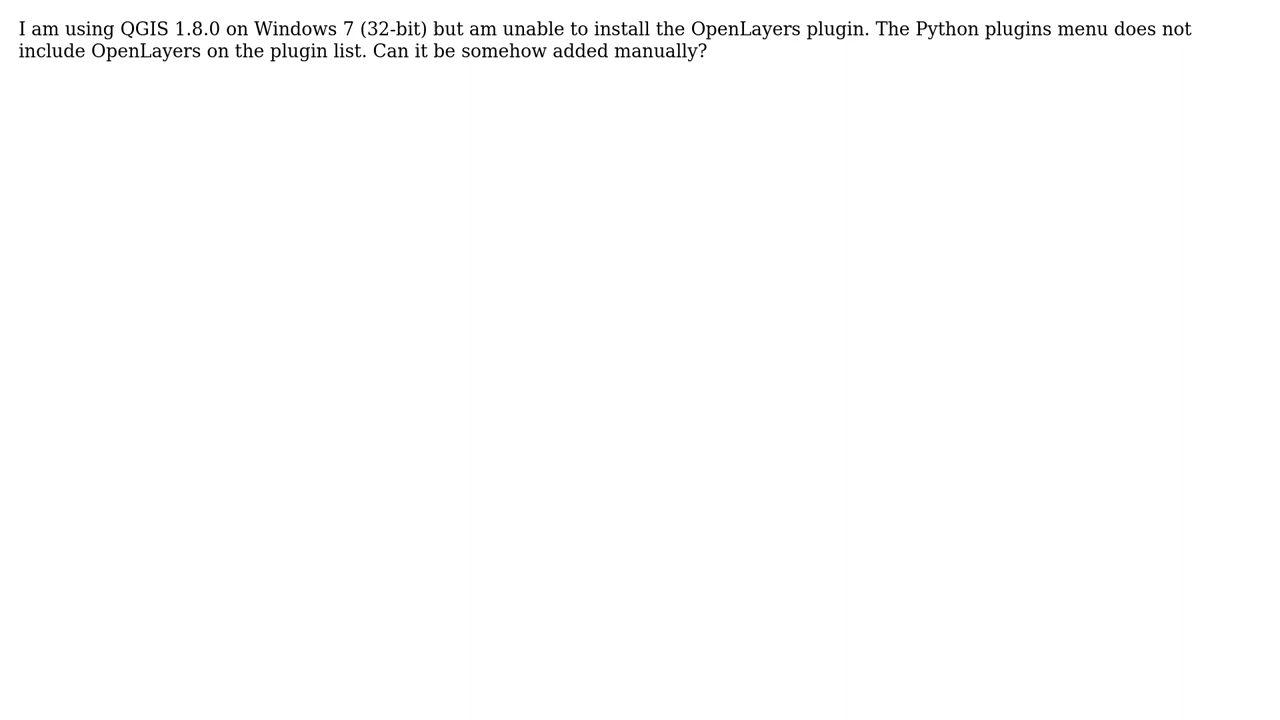 I am using QGIS 1.8.0 on Windows 7 (32-bit) but am unable to install the OpenLayers plugin. The Python plugins menu does not
include OpenLayers on the plugin list. Can it be somehow added manually?